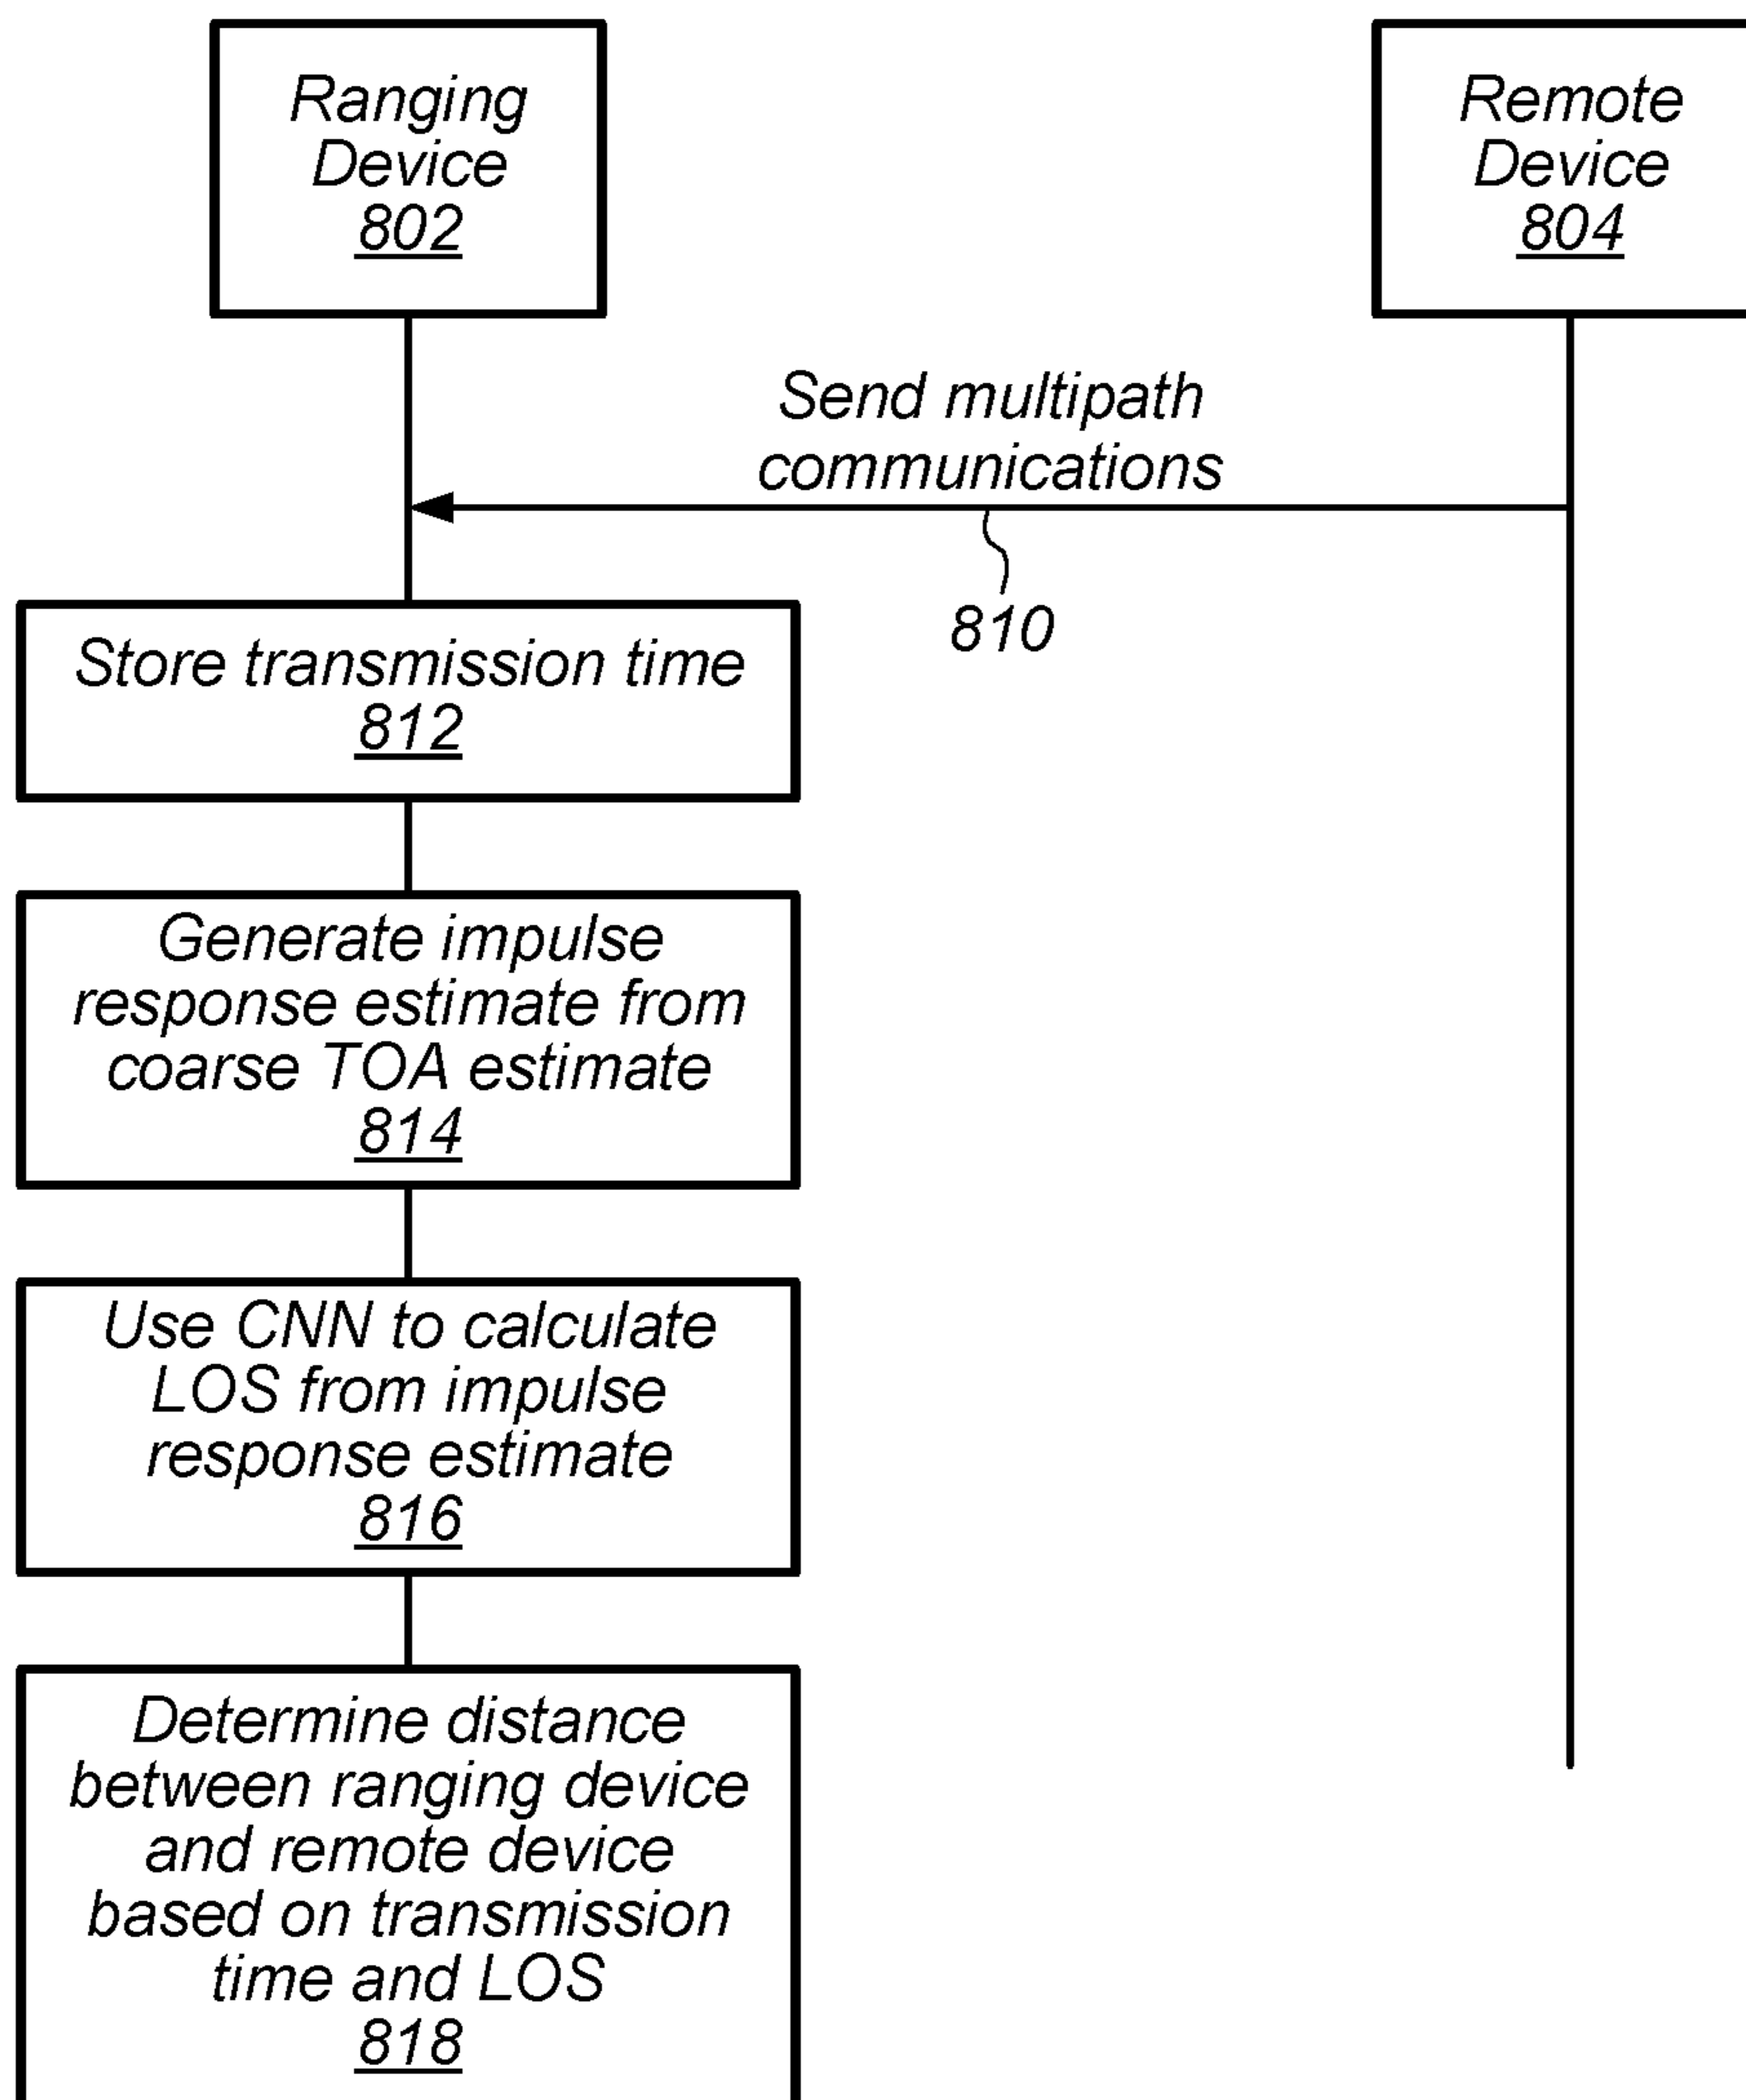 Ranging
Device
802
Remote
Device
804
Send multipath
communications
810
Store transmission time
812
Generate impulse
response estimate from
coarse TOA estimate
814
Use CNN to calculate
LOS from impulse
response estimate
816
Determine distance
between ranging device
and remote device
based on transmission
time and LOS
818